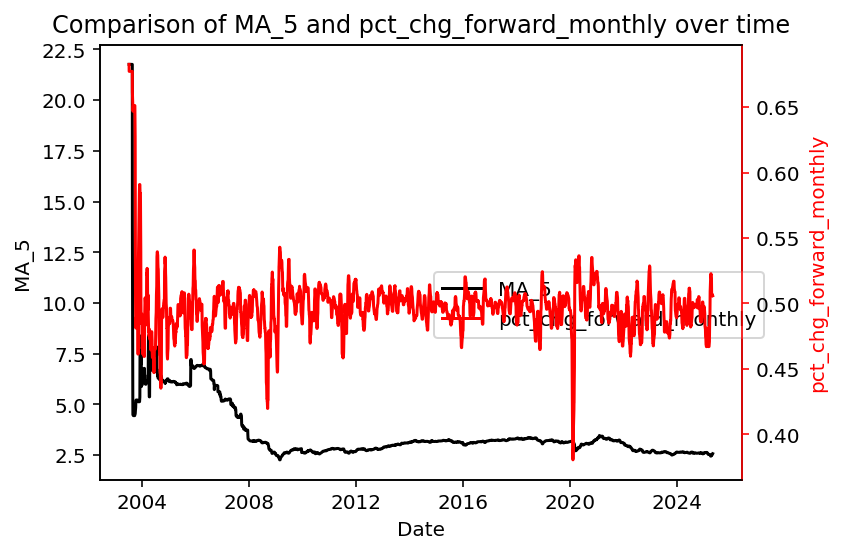 Comparison of MA_5 and pct_chg_forward_monthly over time
22.5
20.0
17.5
15.0
12.5
10.0
7.5
5.0
2.5
MA_5
0.65
0.60
0.55
0.50
0.45
0.40
pct_chg_forward_monthly
MA_5
pct_chg_forward_monthly
2004 2008 2012 2016 2020 2024
Date